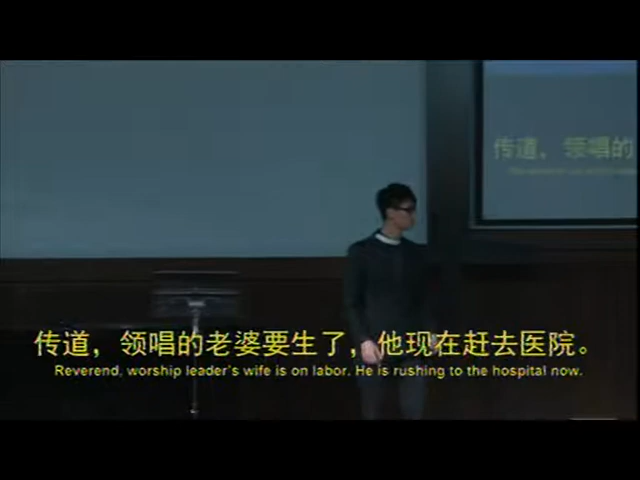 传道，领唱的
传道，领唱的老婆要生了，他现在赶去医院。
Reverend, worship leader's wife is on labor. He is rushing to the hospital now.